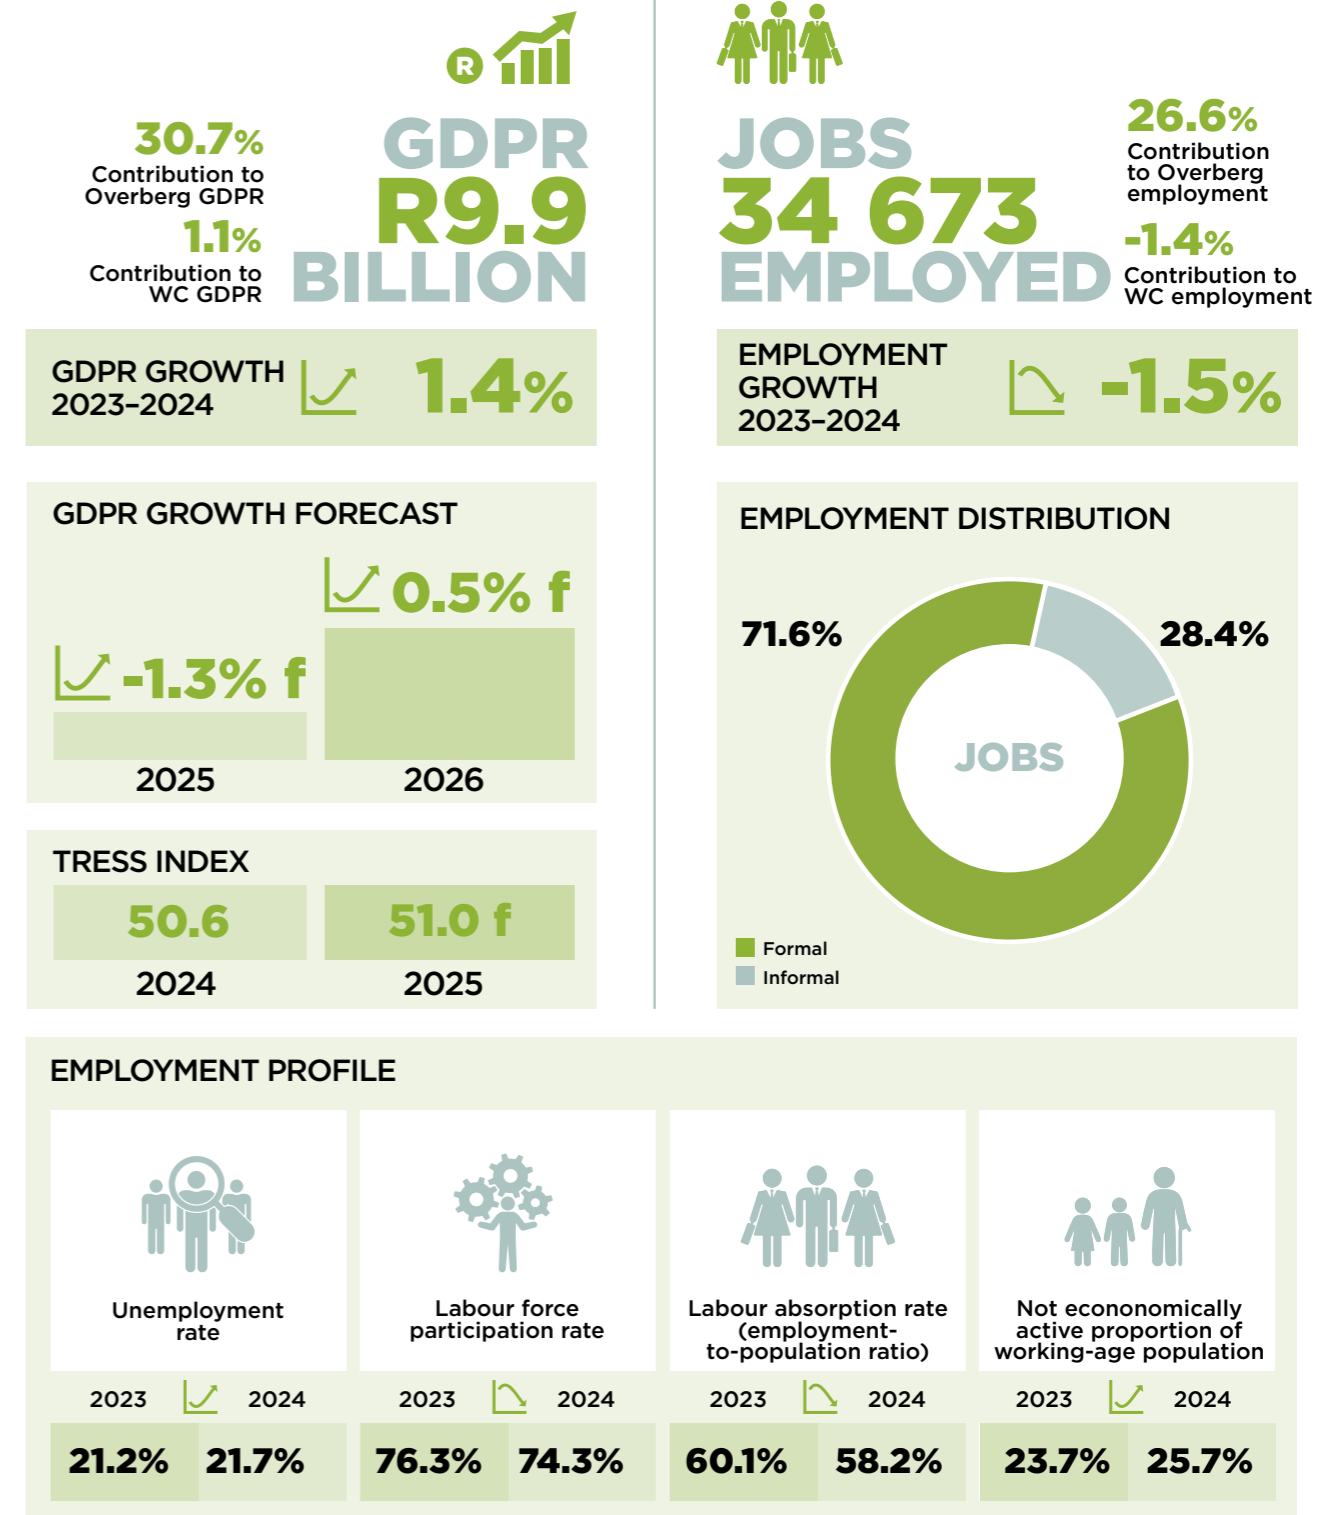 R
30.7%
Contribution to
Overberg GDPR
1.1%
Contribution to
WC GDPR
GDPR
R9.9
BILLION
JOBS
34 673
EMPLOYED
26.6%
Contribution
to Overberg
employment
-1.4%
Contribution to
WC employment
GDPR GROWTH
2023–2024
1.4%
EMPLOYMENT
GROWTH
2023–2024
-1.5%
GDPR GROWTH FORECAST
-1.3% f
2025
0.5% f
2026
TRESS INDEX
50.6
2024
51.0 f
2025
EMPLOYMENT DISTRIBUTION
71.6%
28.4%
JOBS
Formal
Informal
EMPLOYMENT PROFILE
Unemployment
rate
2023 2024
21.2% 21.7%
Labour force
participation rate
2023 2024
76.3% 74.3%
Labour absorption rate
(employment-
to-population ratio)
2023 2024
60.1% 58.2%
Not econonomically
active proportion of
working-age population
2023 2024
23.7% 25.7%